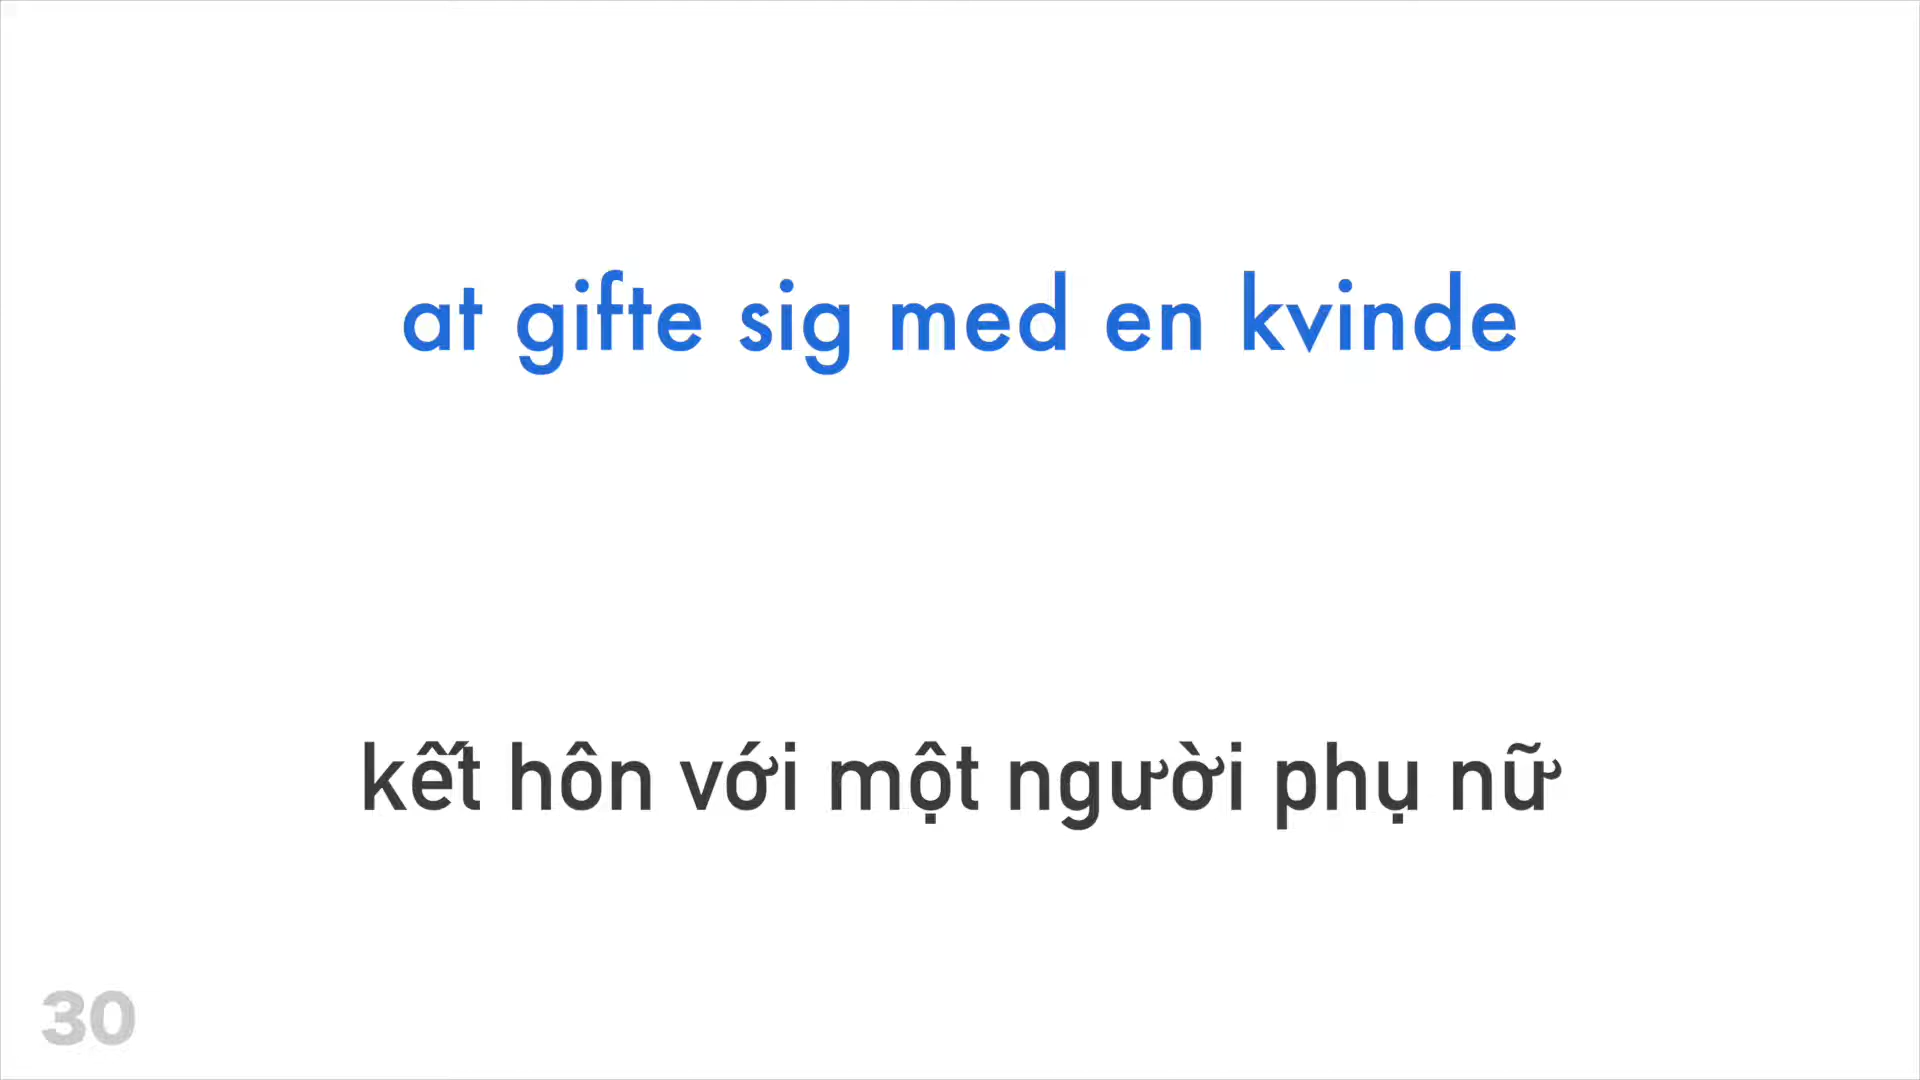 at gifte sig med en kvinde
kết hôn với một người phụ nữ
30